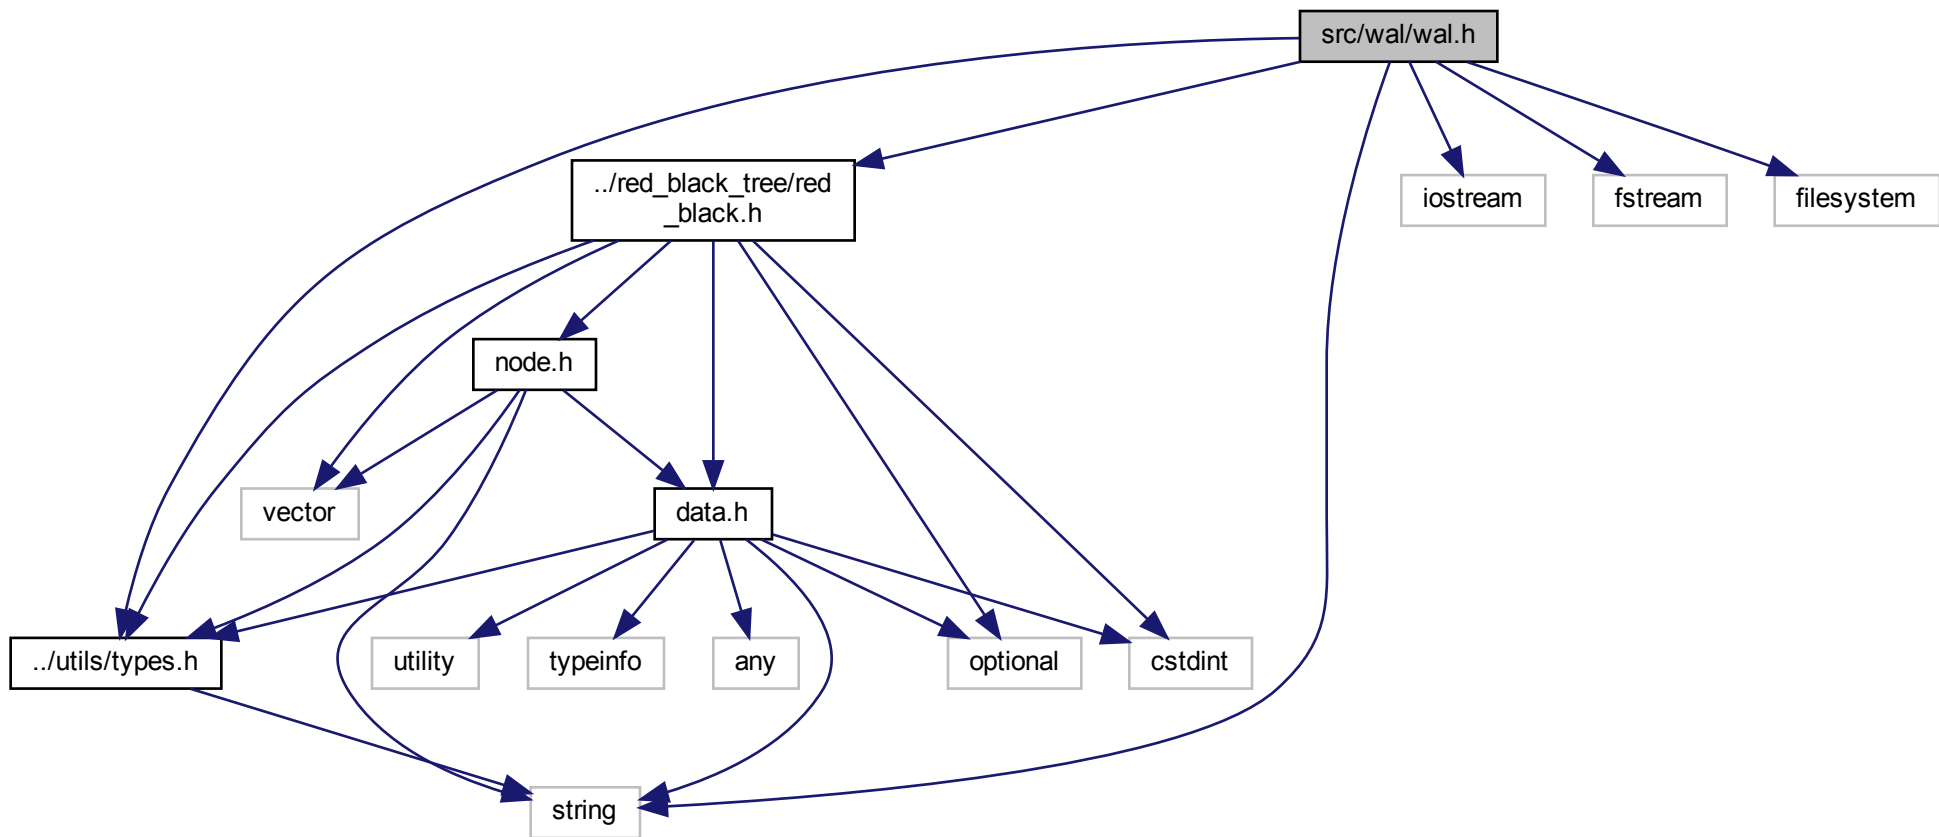 src/wal/wal.h
../red_black_tree/red
_black.h
iostream
fstream
filesystem
node.h
vector
data.h
../utils/types.h
utility
typeinfo
any
optional
cstdint
string